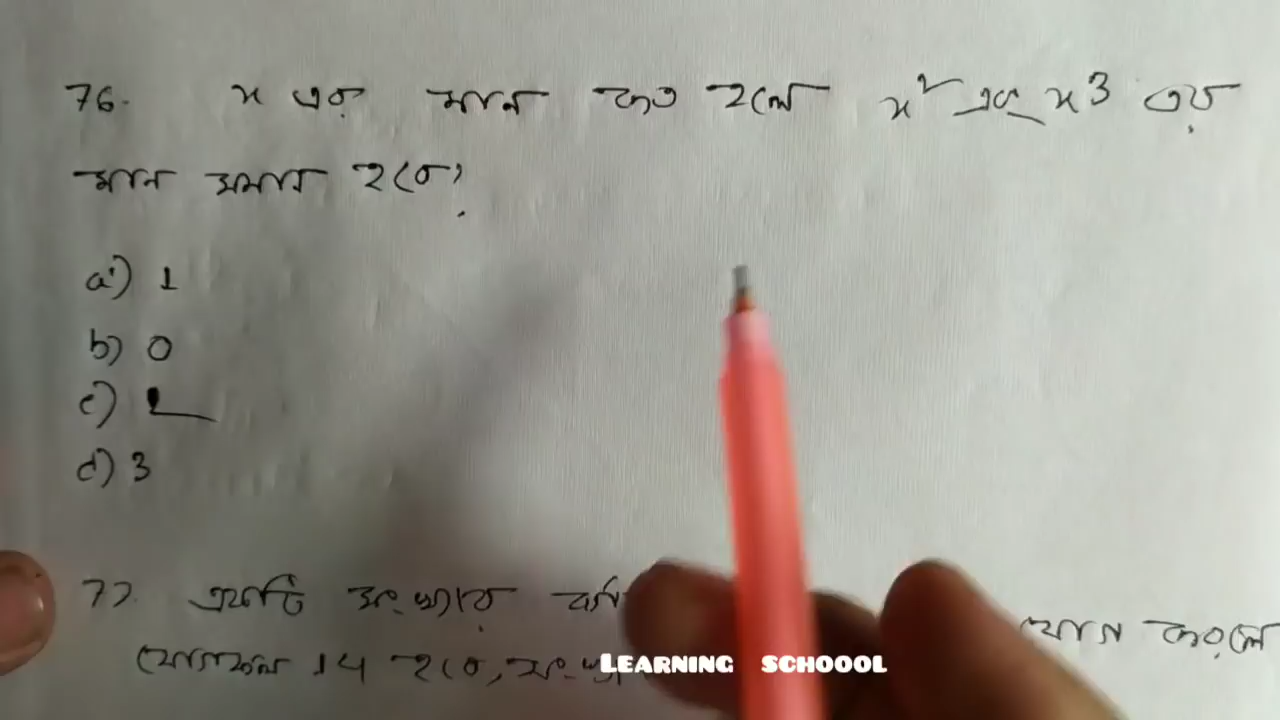 76. x এর মান কত হলে x² এবং x3 এর
মান সমান হবে?
a) 1
b) 0
c) 2
d) 3
77. একটি সংখ্যার বর্গ যোগ করলে
যোগফল 14 হবে, সংখ্যা
LEARNING SCHOOOL